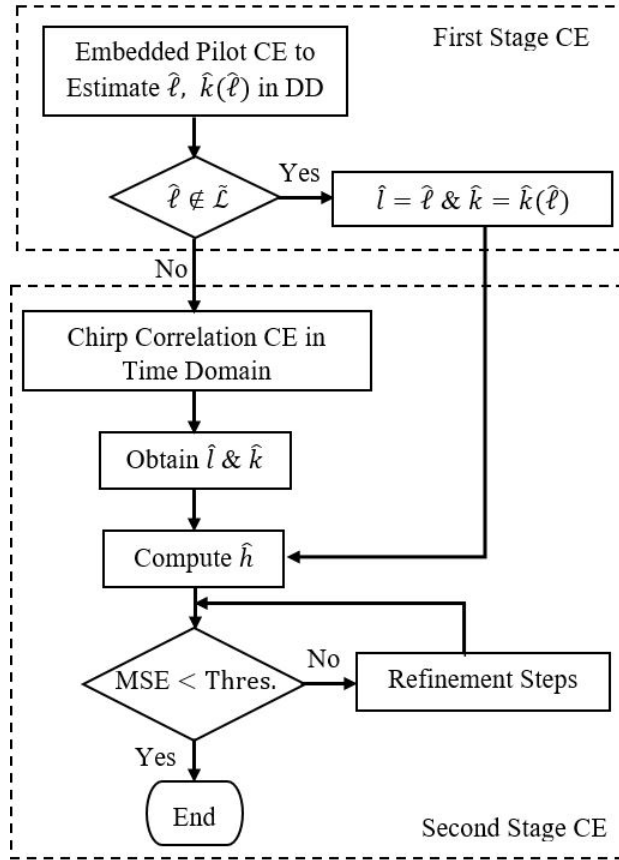 First Stage CE
Embedded Pilot CE to
Estimate ℓ̂, k̂(ℓ̂) in DD
ℓ̂ ∉ ℒ̃
Yes
l̂ = ℓ̂ & k̂ = k̂(ℓ̂)
No
Chirp Correlation CE in
Time Domain
Obtain l̂ & k̂
Compute ĥ
MSE < Thres.
No
Refinement Steps
Yes
End
Second Stage CE